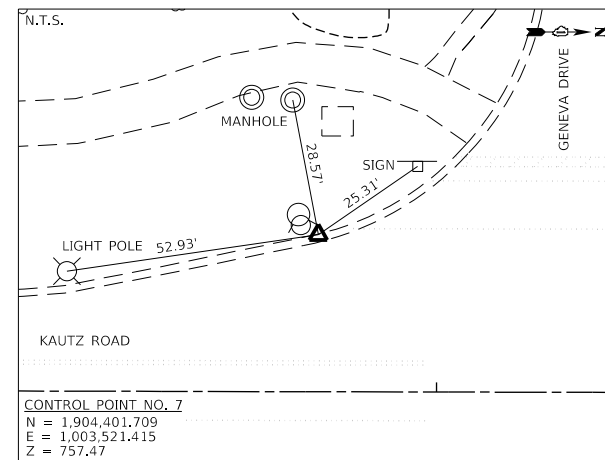 N.T.S.
N
GENEVA DRIVE
MANHOLE
28.57'
SIGN
25.31'
LIGHT POLE
52.93'
KAUTZ ROAD
CONTROL POINT NO. 7
N = 1,904,401.709
E = 1,003,521.415
Z = 757.47